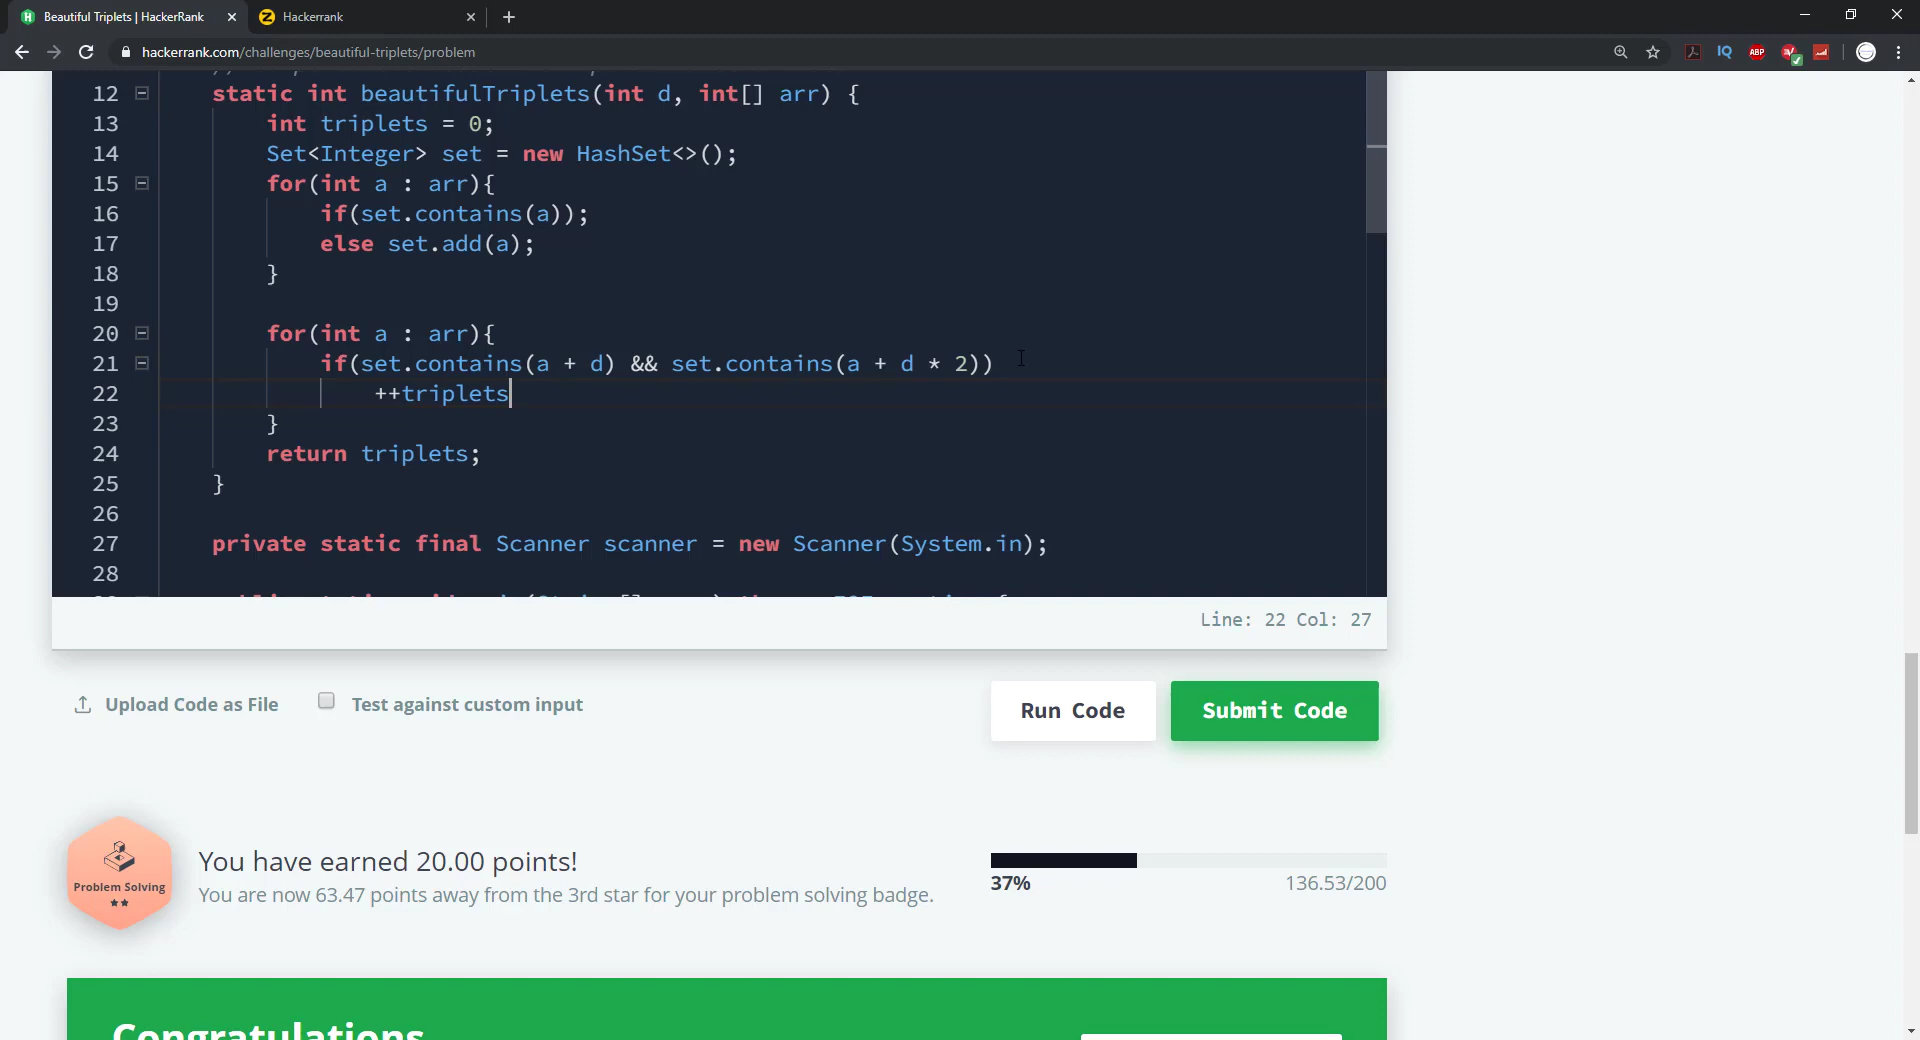 Beautiful Triplets | HackerRank
Hackerrank
hackerrank.com/challenges/beautiful-triplets/problem
12 static int beautifulTriplets(int d, int[] arr) {
13 int triplets = 0;
14 Set<Integer> set = new HashSet<>();
15 for(int a : arr){
16 if(set.contains(a));
17 else set.add(a);
18 }
19
20 for(int a : arr){
21 if(set.contains(a + d) && set.contains(a + d * 2))
22 ++triplets
23 }
24 return triplets;
25 }
26
27 private static final Scanner scanner = new Scanner(System.in);
28
Line: 22 Col: 27
Upload Code as File
Test against custom input
Run Code
Submit Code
Problem Solving
You have earned 20.00 points!
You are now 63.47 points away from the 3rd star for your problem solving badge.
37%
136.53/200
Congratulations